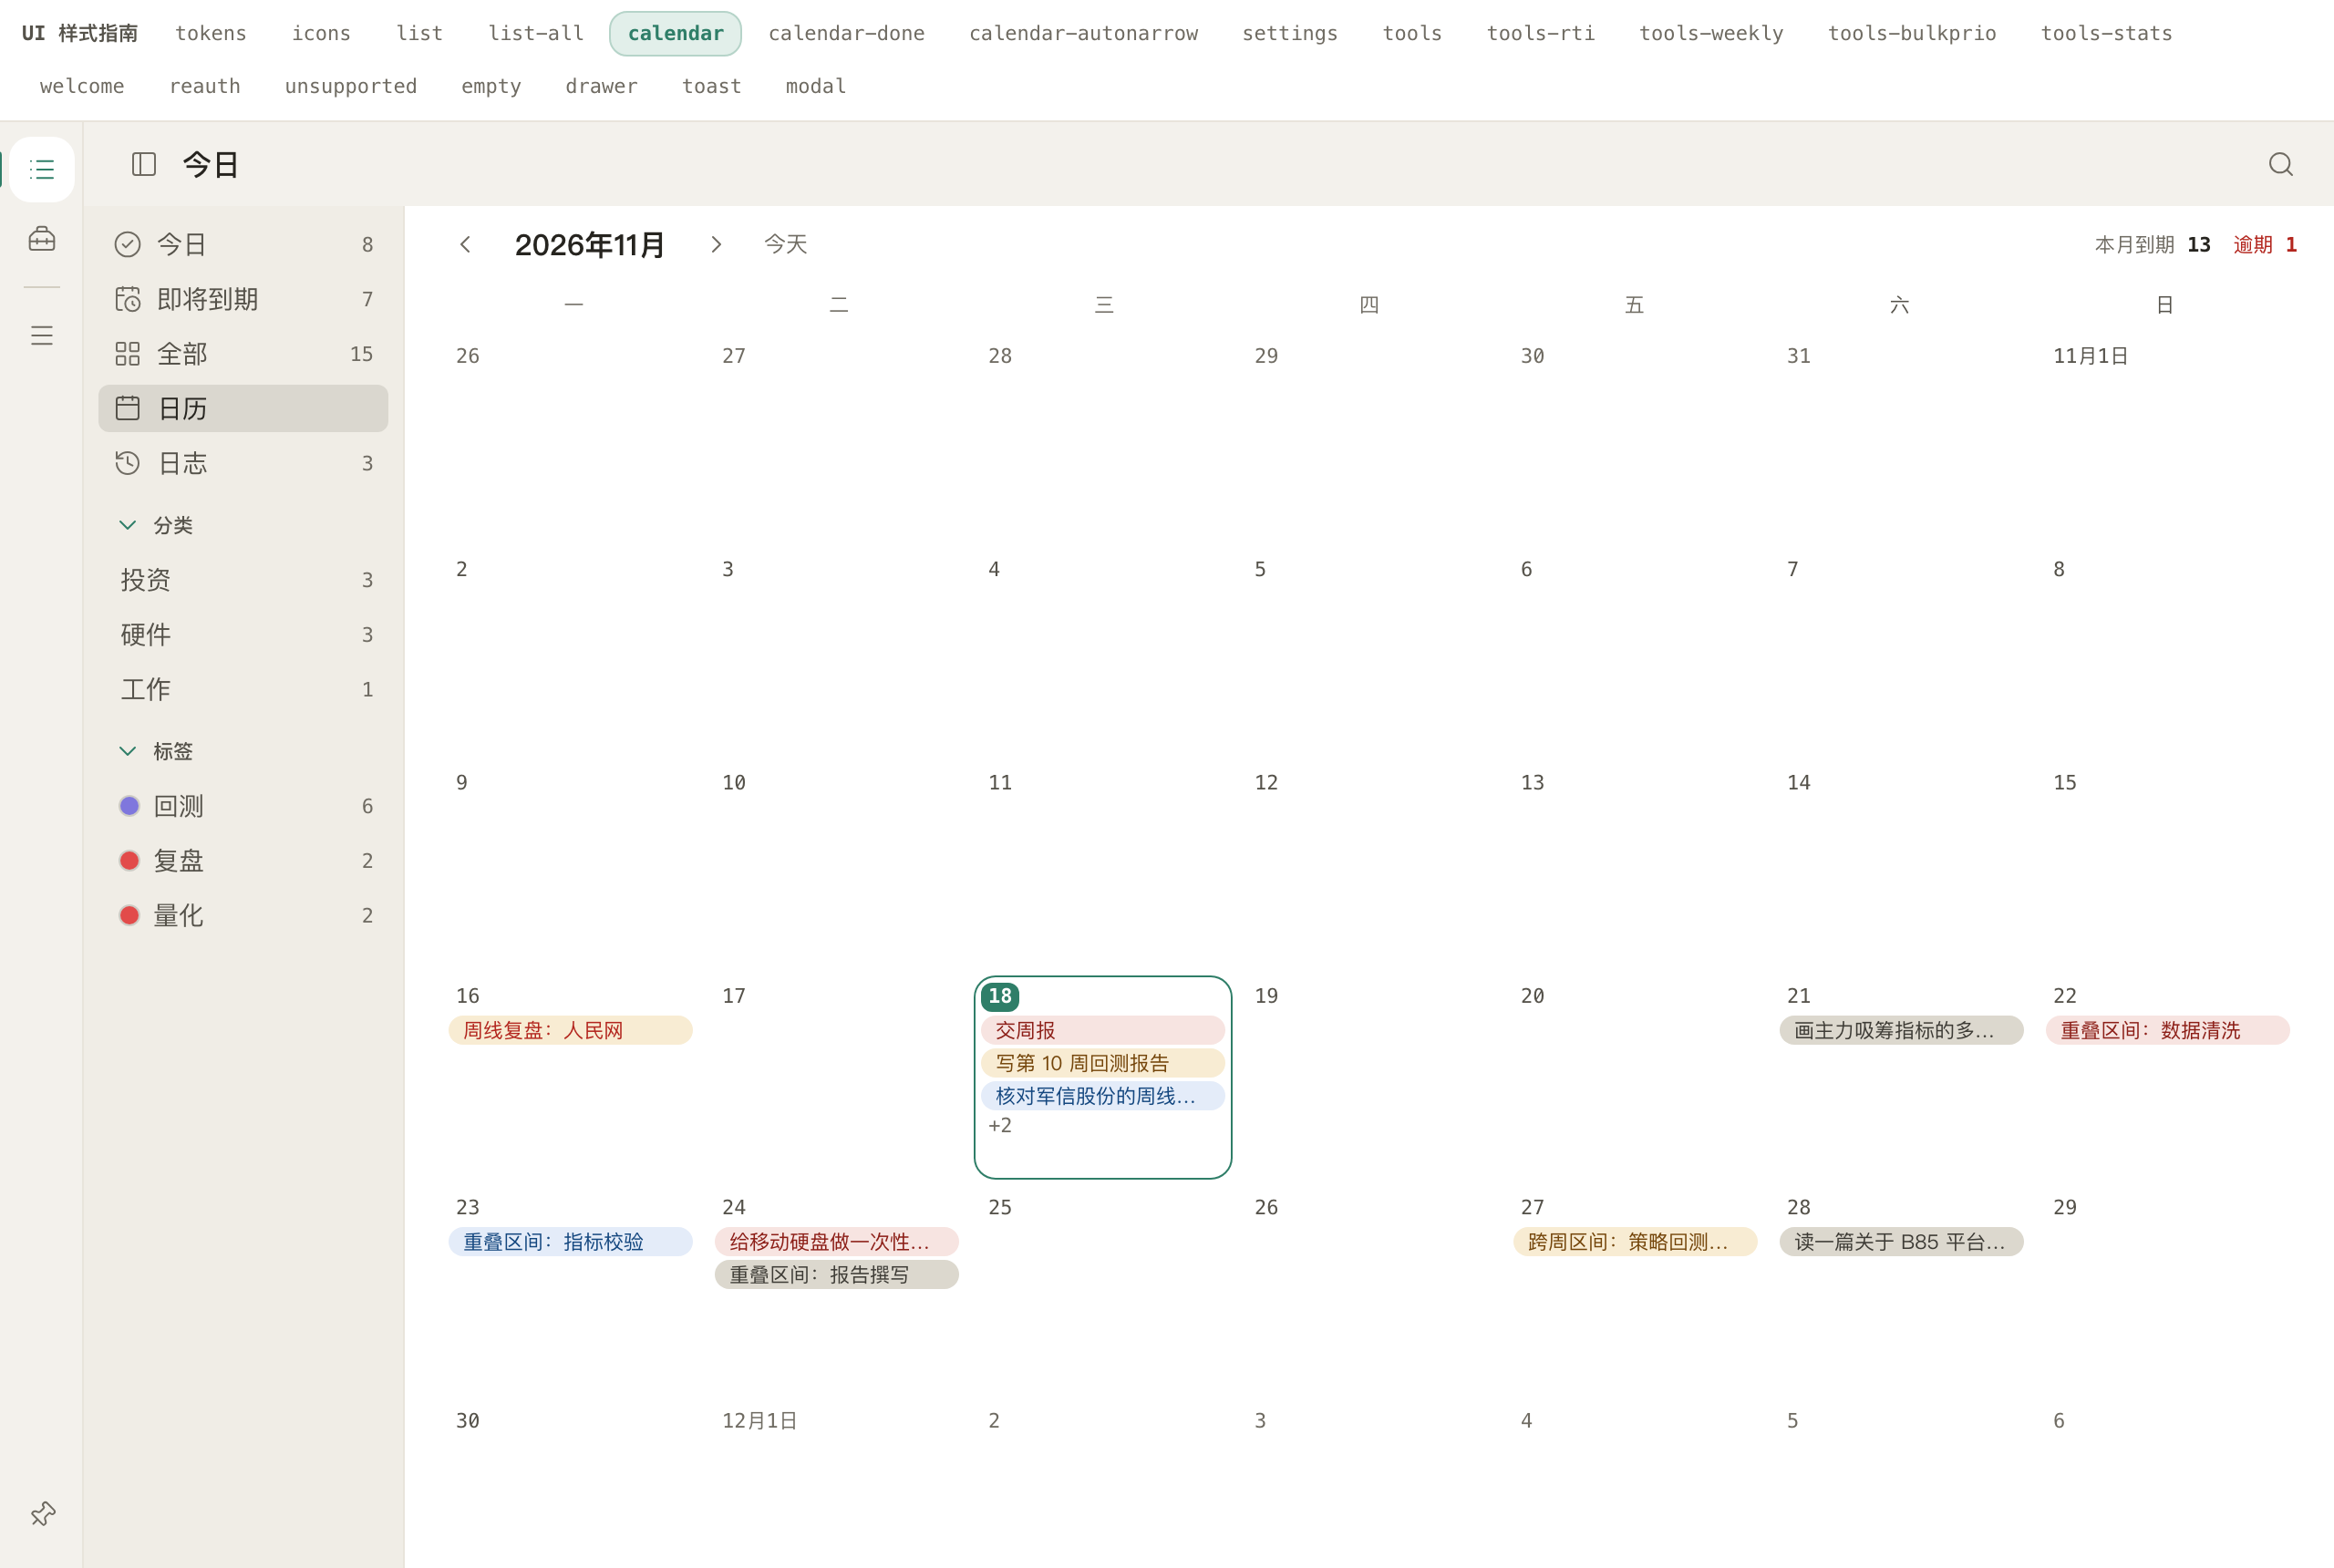 UI 样式指南 tokens icons list list-all calendar calendar-done calendar-autonarrow settings tools tools-rti tools-weekly tools-bulkprio tools-stats
welcome reauth unsupported empty drawer toast modal
今日
今日 8
即将到期 7
全部 15
日历
日志 3
分类
投资 3
硬件 3
工作 1
标签
回测 6
复盘 2
量化 2
2026年11月 今天 本月到期 13 逾期 1
一 二 三 四 五 六 日
26 27 28 29 30 31 11月1日
2 3 4 5 6 7 8
9 10 11 12 13 14 15
16 17 18 19 20 21 22
周线复盘：人民网 交周报 画主力吸筹指标的多… 重叠区间：数据清洗
写第 10 周回测报告
核对军信股份的周线…
+2
23 24 25 26 27 28 29
重叠区间：指标校验 给移动硬盘做一次性… 跨周区间：策略回测… 读一篇关于 B85 平台…
重叠区间：报告撰写
30 12月1日 2 3 4 5 6